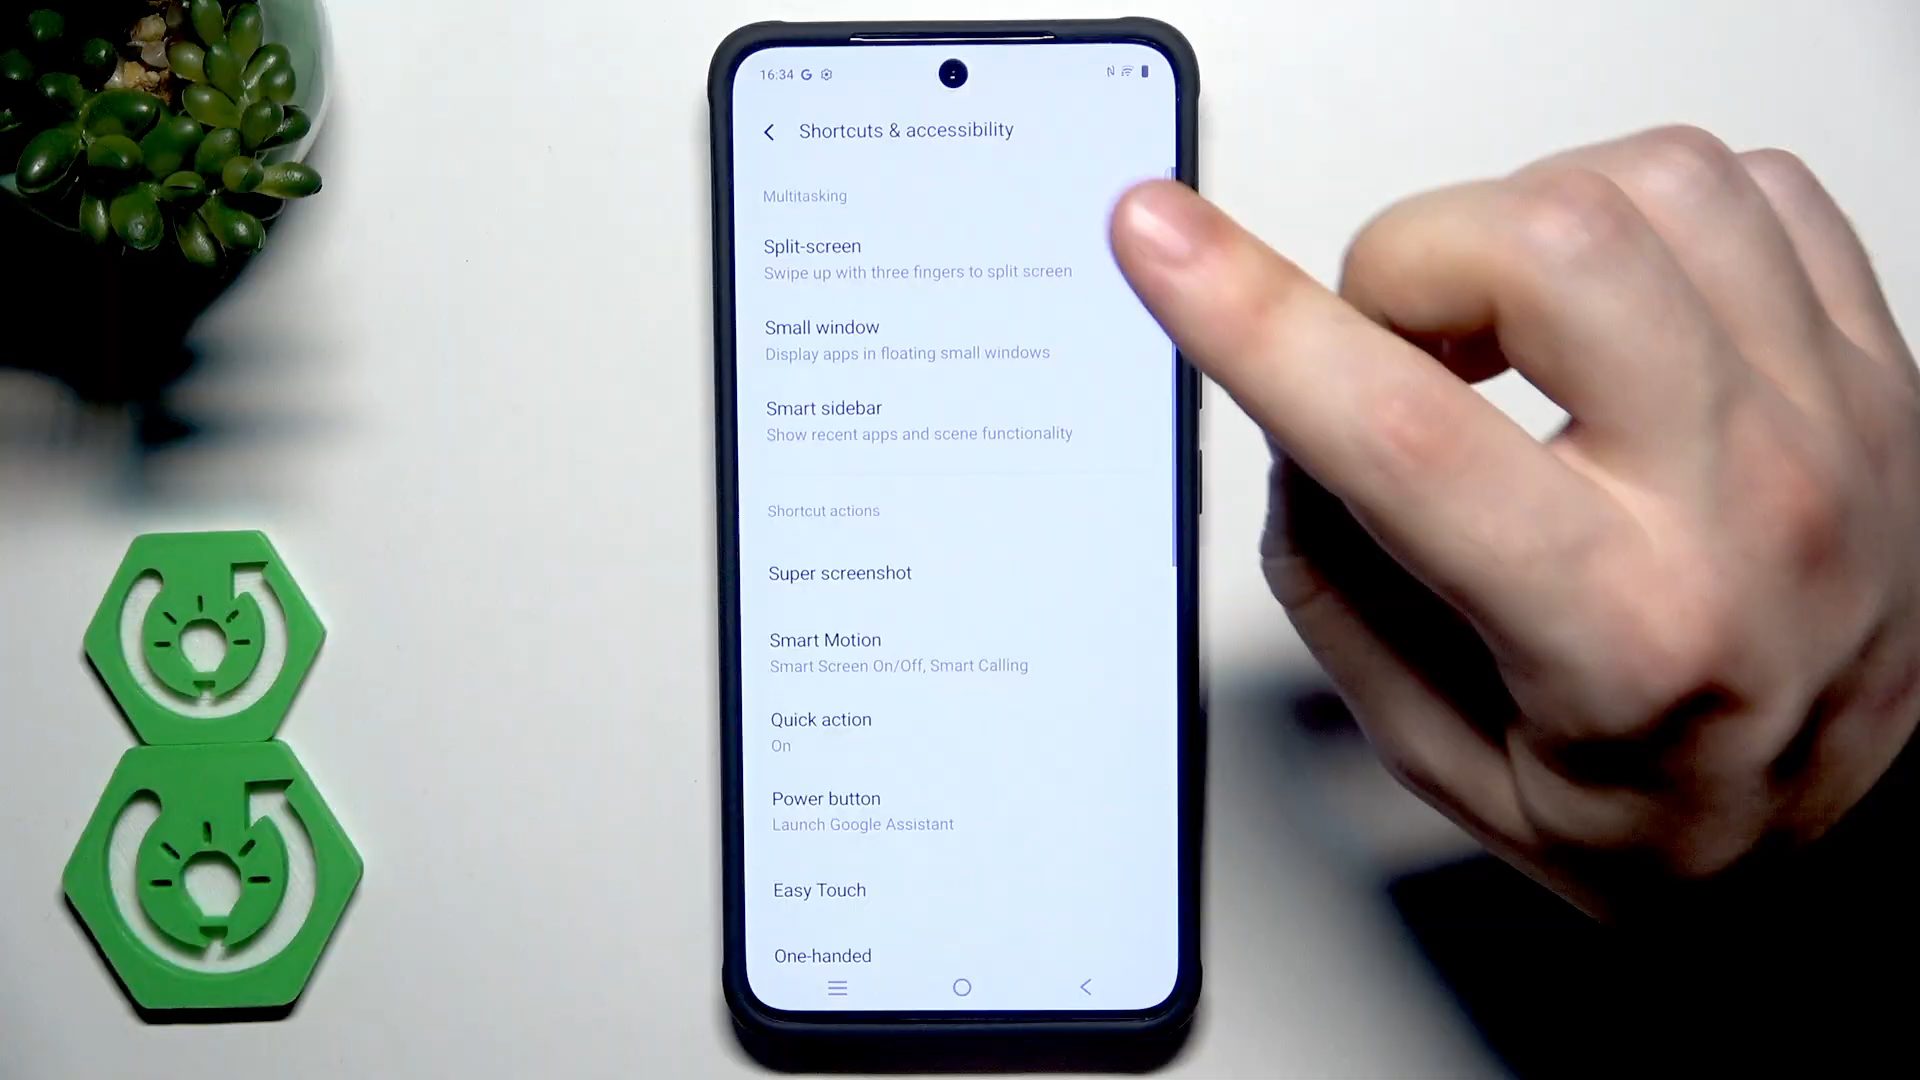 16:34 G
N
Shortcuts & accessibility
Multitasking
Split-screen
Swipe up with three fingers to split screen
Small window
Display apps in floating small windows
Smart sidebar
Show recent apps and scene functionality
Shortcut actions
Super screenshot
Smart Motion
Smart Screen On/Off, Smart Calling
Quick action
On
Power button
Launch Google Assistant
Easy Touch
One-handed